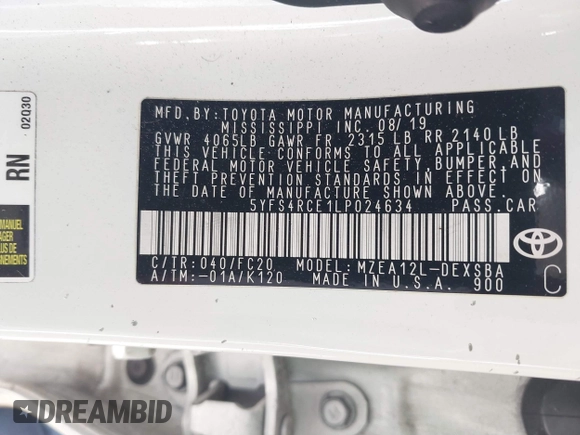 MFD. BY: TOYOTA MOTOR MANUFACTURING
MISSISSIPPI INC. 08/19
GVWR 4065LB GAWR FR. 2315 LB RR 2140 LB
THIS VEHICLE CONFORMS TO ALL APPLICABLE
FEDERAL MOTOR VEHICLE SAFETY, BUMPER, AND
THEFT PREVENTION STANDARDS IN EFFECT ON
THE DATE OF MANUFACTURE SHOWN ABOVE.
5YFS4RCE1LP024634 PASS. CAR
C/TR: 040/FC20 MODEL: MZEA12L-DEXSBA
A/TM: -01A/K120 MADE IN U.S.A. 900
TOYOTA
C
02Q30
RN
MANUEL
DREAMBID